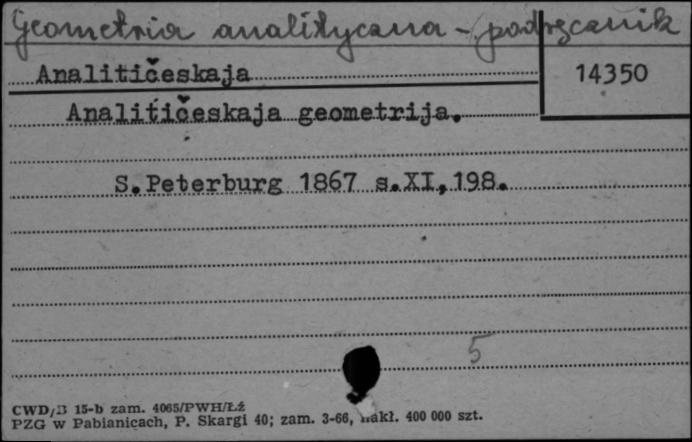 Geometria analityczna - podręcznik
Analitičeskaja
14350
Analitičeskaja geometrija.
S.Peterburg 1867 s.XI,198.
5
CWD/B 15-b zam. 4065/PWH/Łź
PZG w Pabianicach, P. Skargi 40; zam. 3-66, nakł. 400 000 szt.